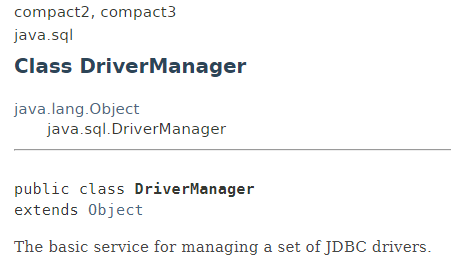 compact2, compact3
java.sql
Class DriverManager
java.lang.Object
java.sql.DriverManager
public class DriverManager
extends Object
The basic service for managing a set of JDBC drivers.